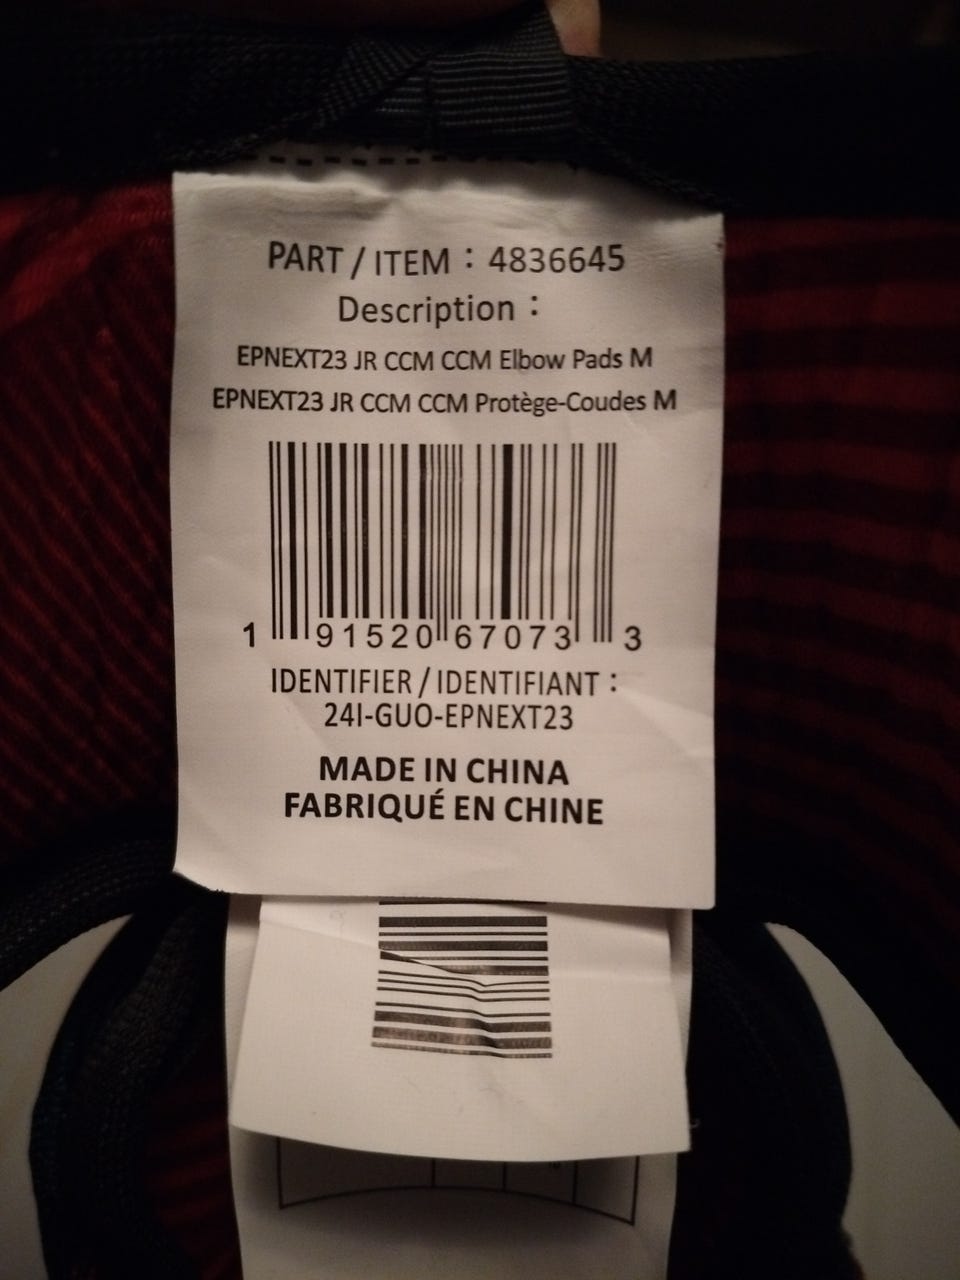 PART / ITEM : 4836645
Description :
EPNEXT23 JR CCM CCM Elbow Pads M
EPNEXT23 JR CCM CCM Protège-Coudes M
1 91520 67073 3
IDENTIFIER / IDENTIFIANT :
24I-GUO-EPNEXT23
MADE IN CHINA
FABRIQUÉ EN CHINE